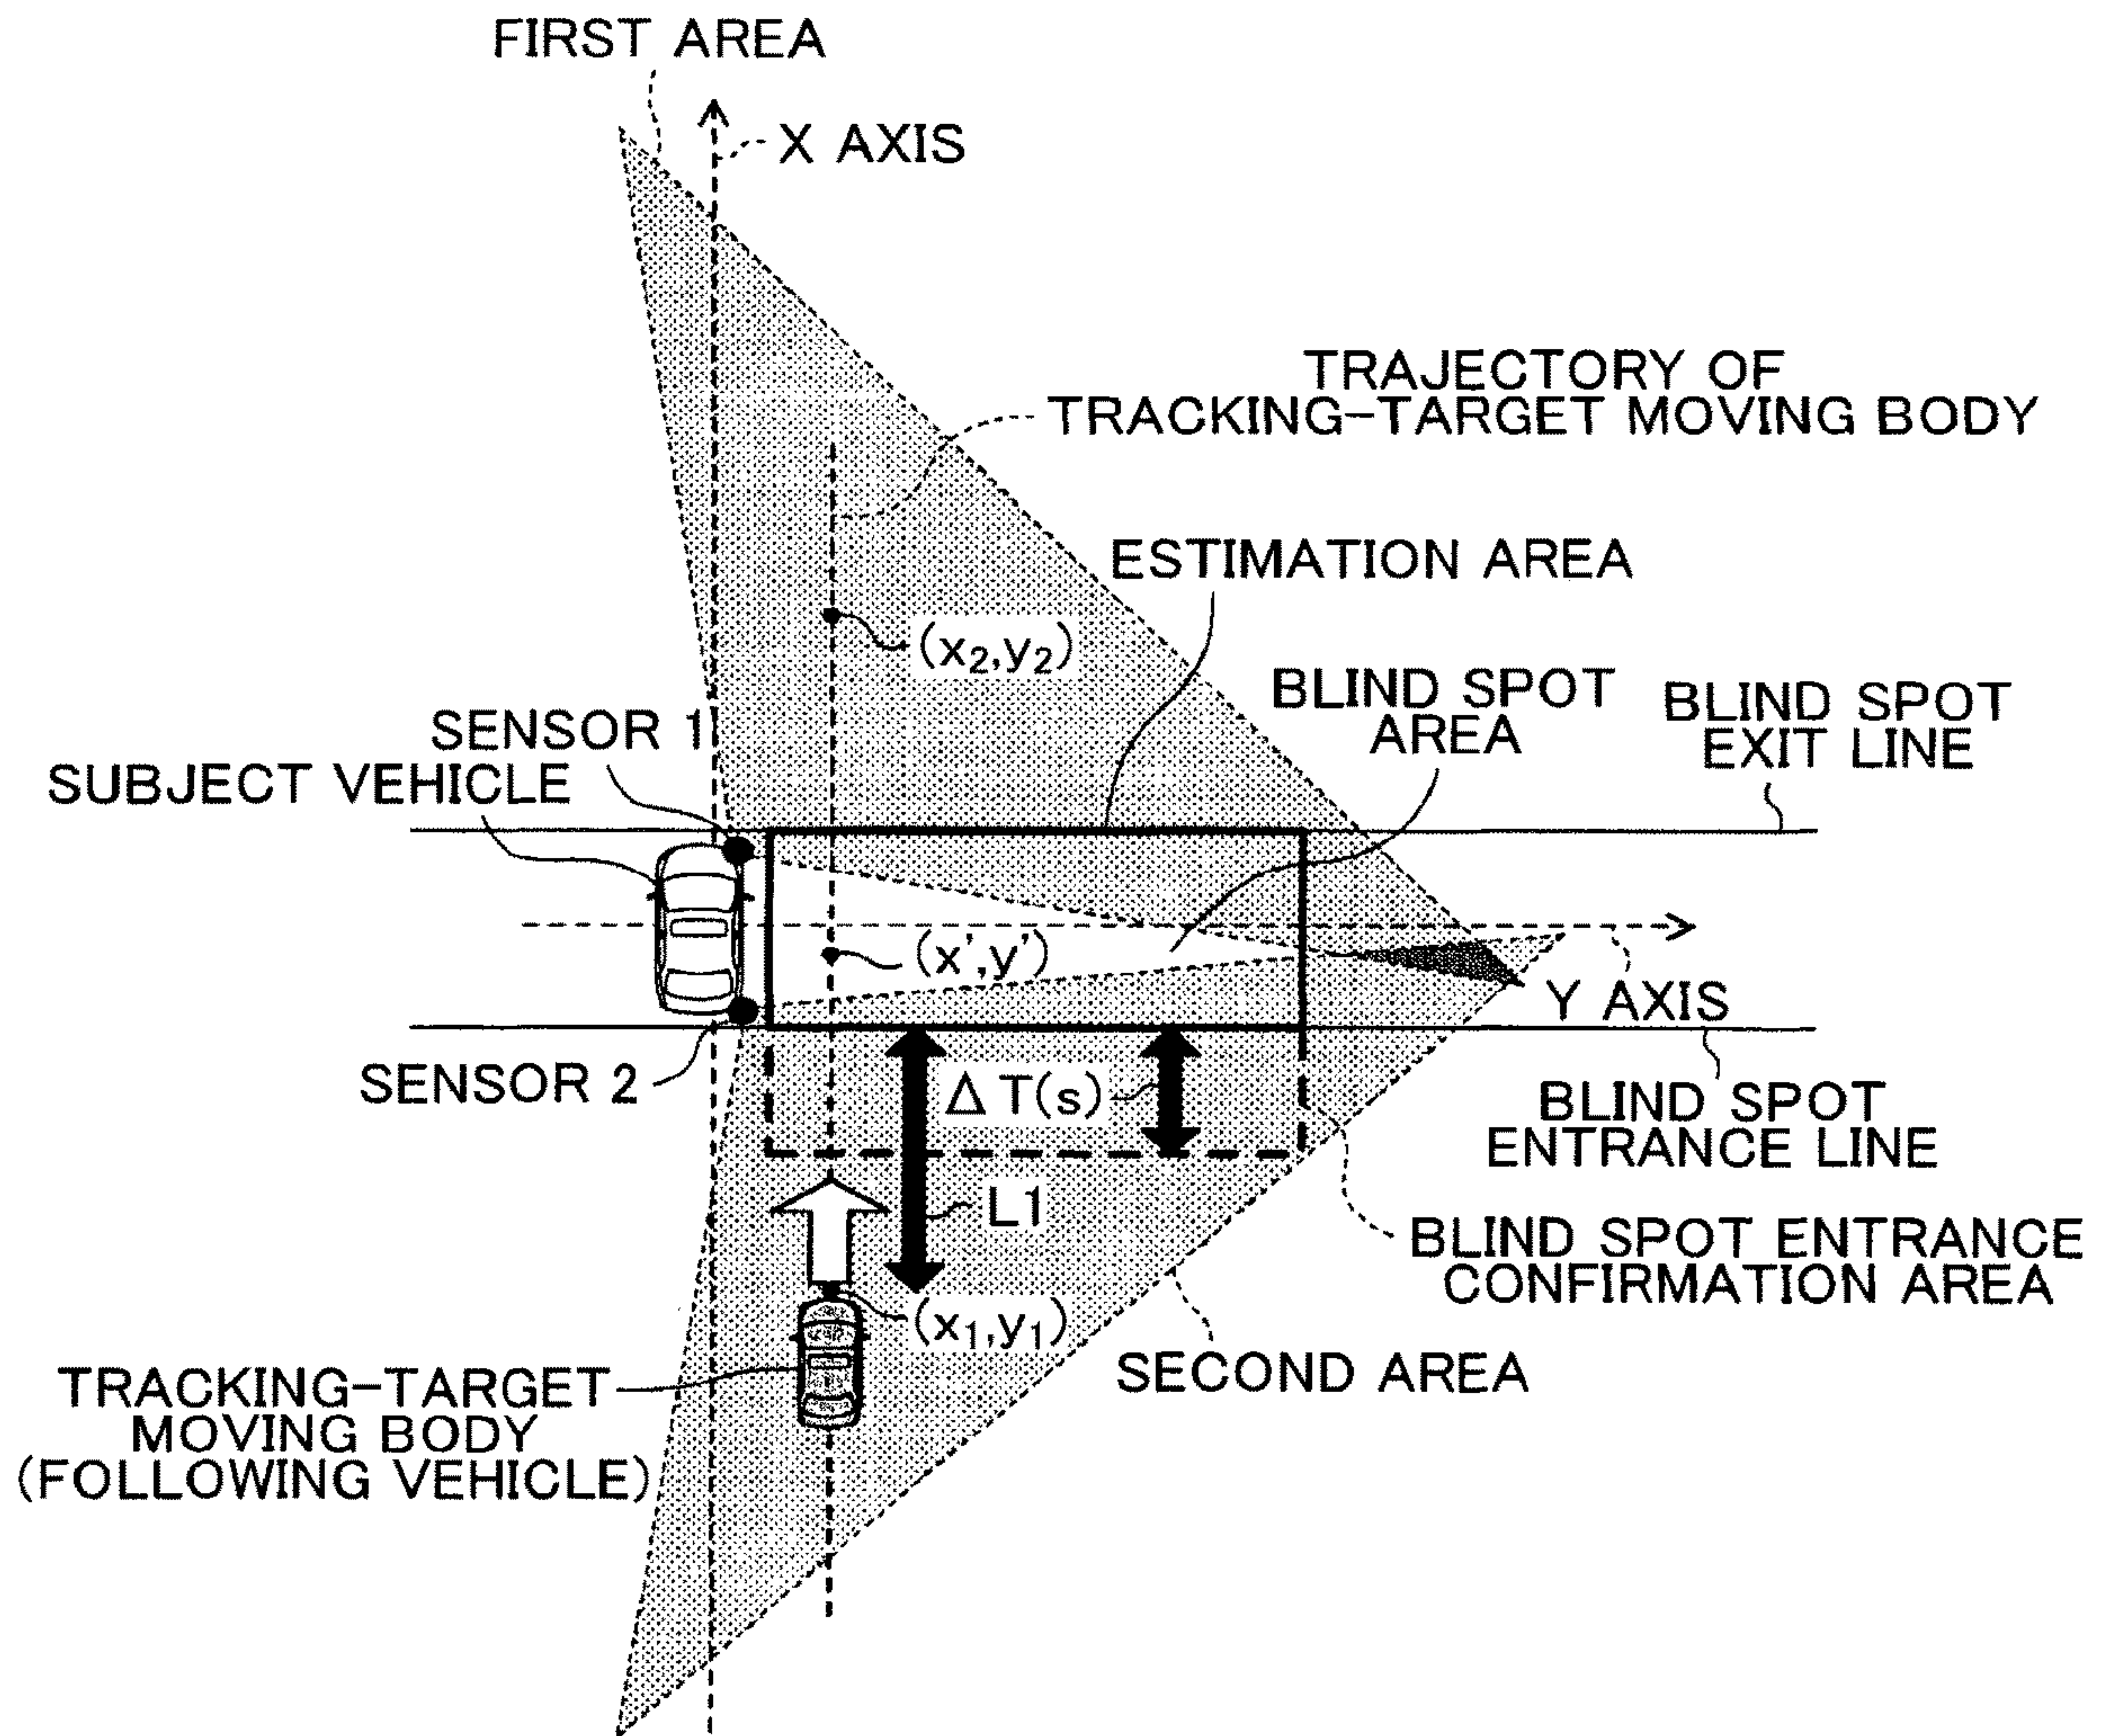 FIRST AREA
X AXIS
TRAJECTORY OF
TRACKING-TARGET MOVING BODY
ESTIMATION AREA
(x₂,y₂)
BLIND SPOT
AREA
BLIND SPOT
EXIT LINE
SENSOR 1
SUBJECT VEHICLE
(x',y')
Y AXIS
SENSOR 2
Δ T(s)
BLIND SPOT
ENTRANCE LINE
L1
BLIND SPOT ENTRANCE
CONFIRMATION AREA
(x₁,y₁)
SECOND AREA
TRACKING-TARGET
MOVING BODY
(FOLLOWING VEHICLE)